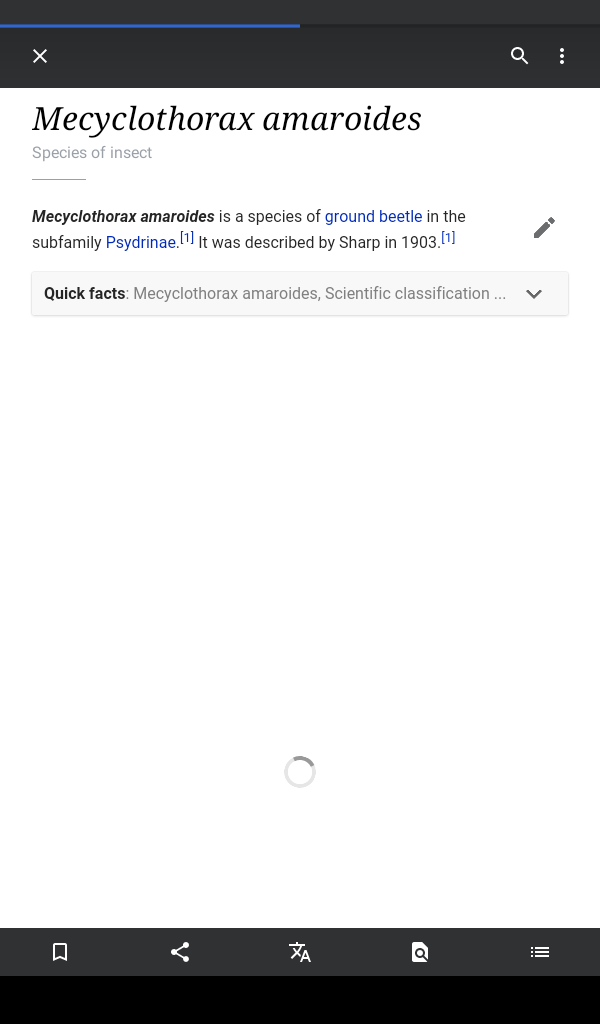 Mecyclothorax amaroides
Species of insect
Mecyclothorax amaroides is a species of ground beetle in the
subfamily Psydrinae.[1] It was described by Sharp in 1903.[1]
Quick facts: Mecyclothorax amaroides, Scientific classification ...